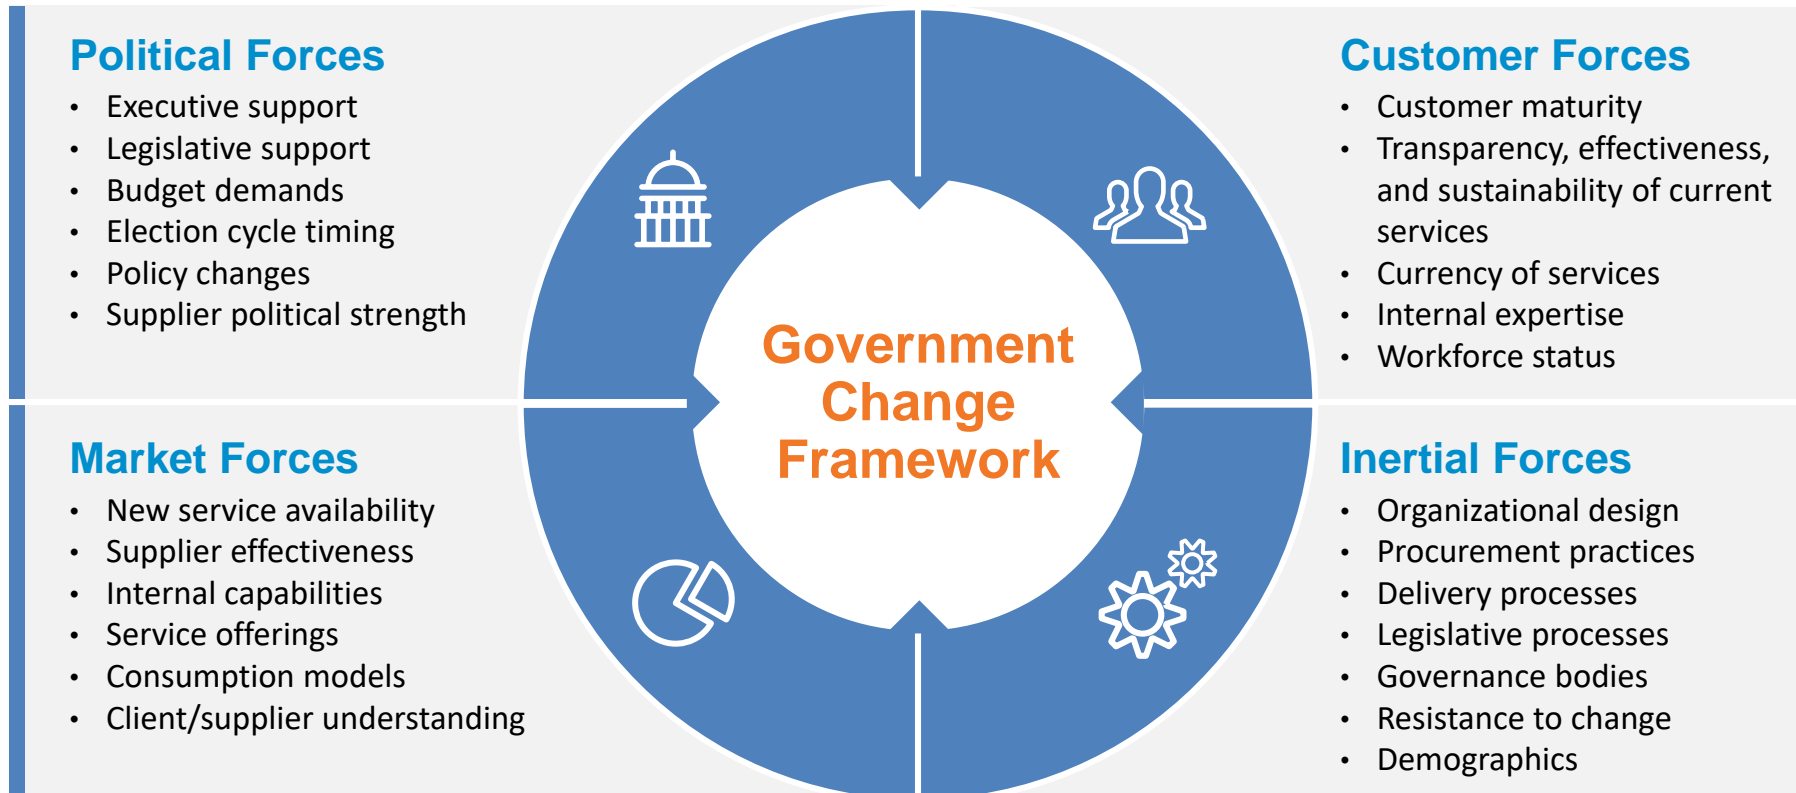 Political Forces
• Executive support
• Legislative support
• Budget demands
• Election cycle timing
• Policy changes
• Supplier political strength
Customer Forces
• Customer maturity
• Transparency, effectiveness,
and sustainability of current
services
• Currency of services
• Internal expertise
• Workforce status
Government
Change
Framework
Market Forces
• New service availability
• Supplier effectiveness
• Internal capabilities
• Service offerings
• Consumption models
• Client/supplier understanding
Inertial Forces
• Organizational design
• Procurement practices
• Delivery processes
• Legislative processes
• Governance bodies
• Resistance to change
• Demographics